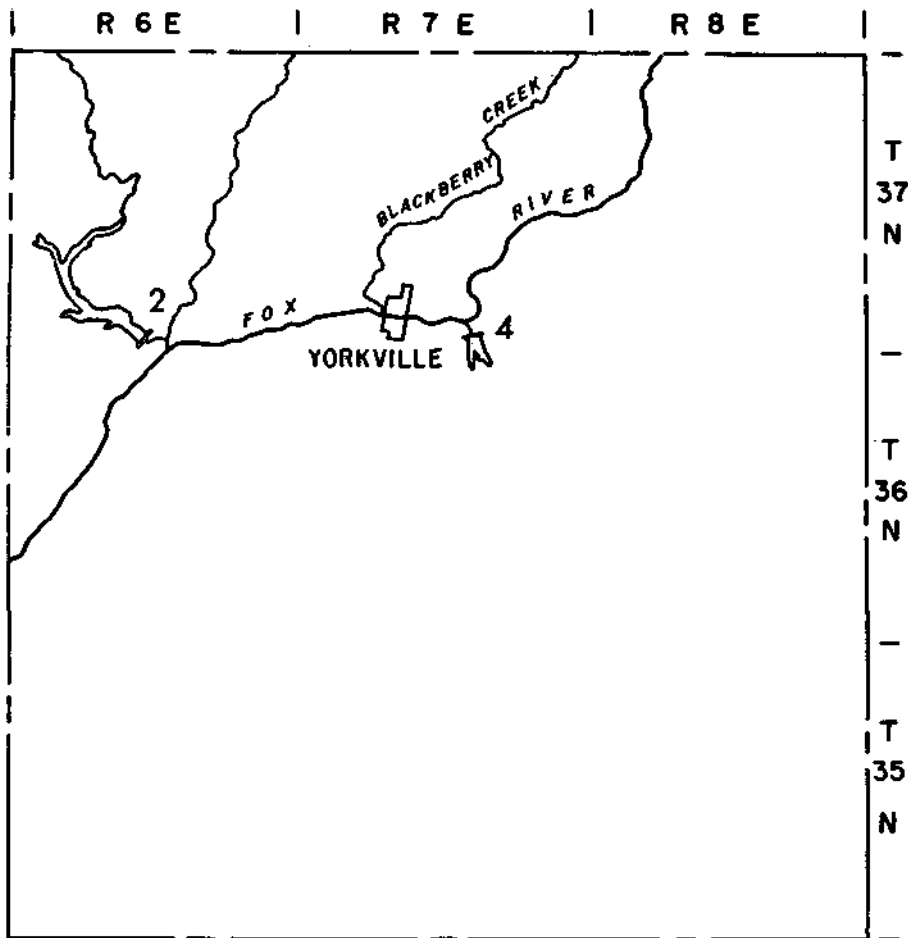 R 6 E R 7 E R 8 E
CREEK
BLACKBERRY
RIVER
T
37
N
2
FOX
4
YORKVILLE
T
36
N
T
35
N